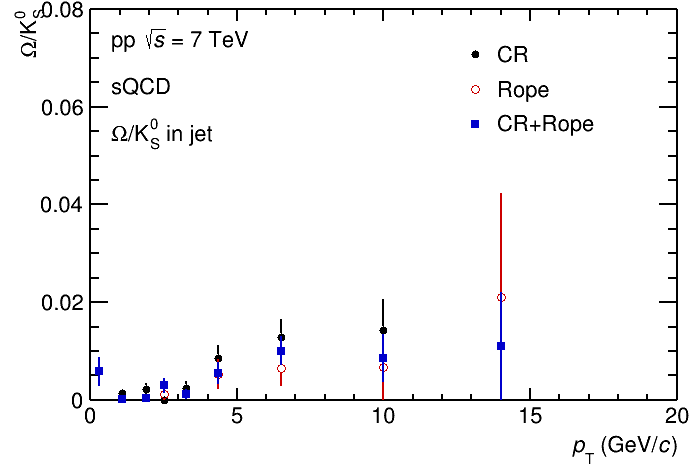 Ω/K⁰_S
0.08
0.06
0.04
0.02
0
pp √s = 7 TeV
sQCD
Ω/K⁰_S in jet
CR
Rope
CR+Rope
0 5 10 15 20
p_T (GeV/c)